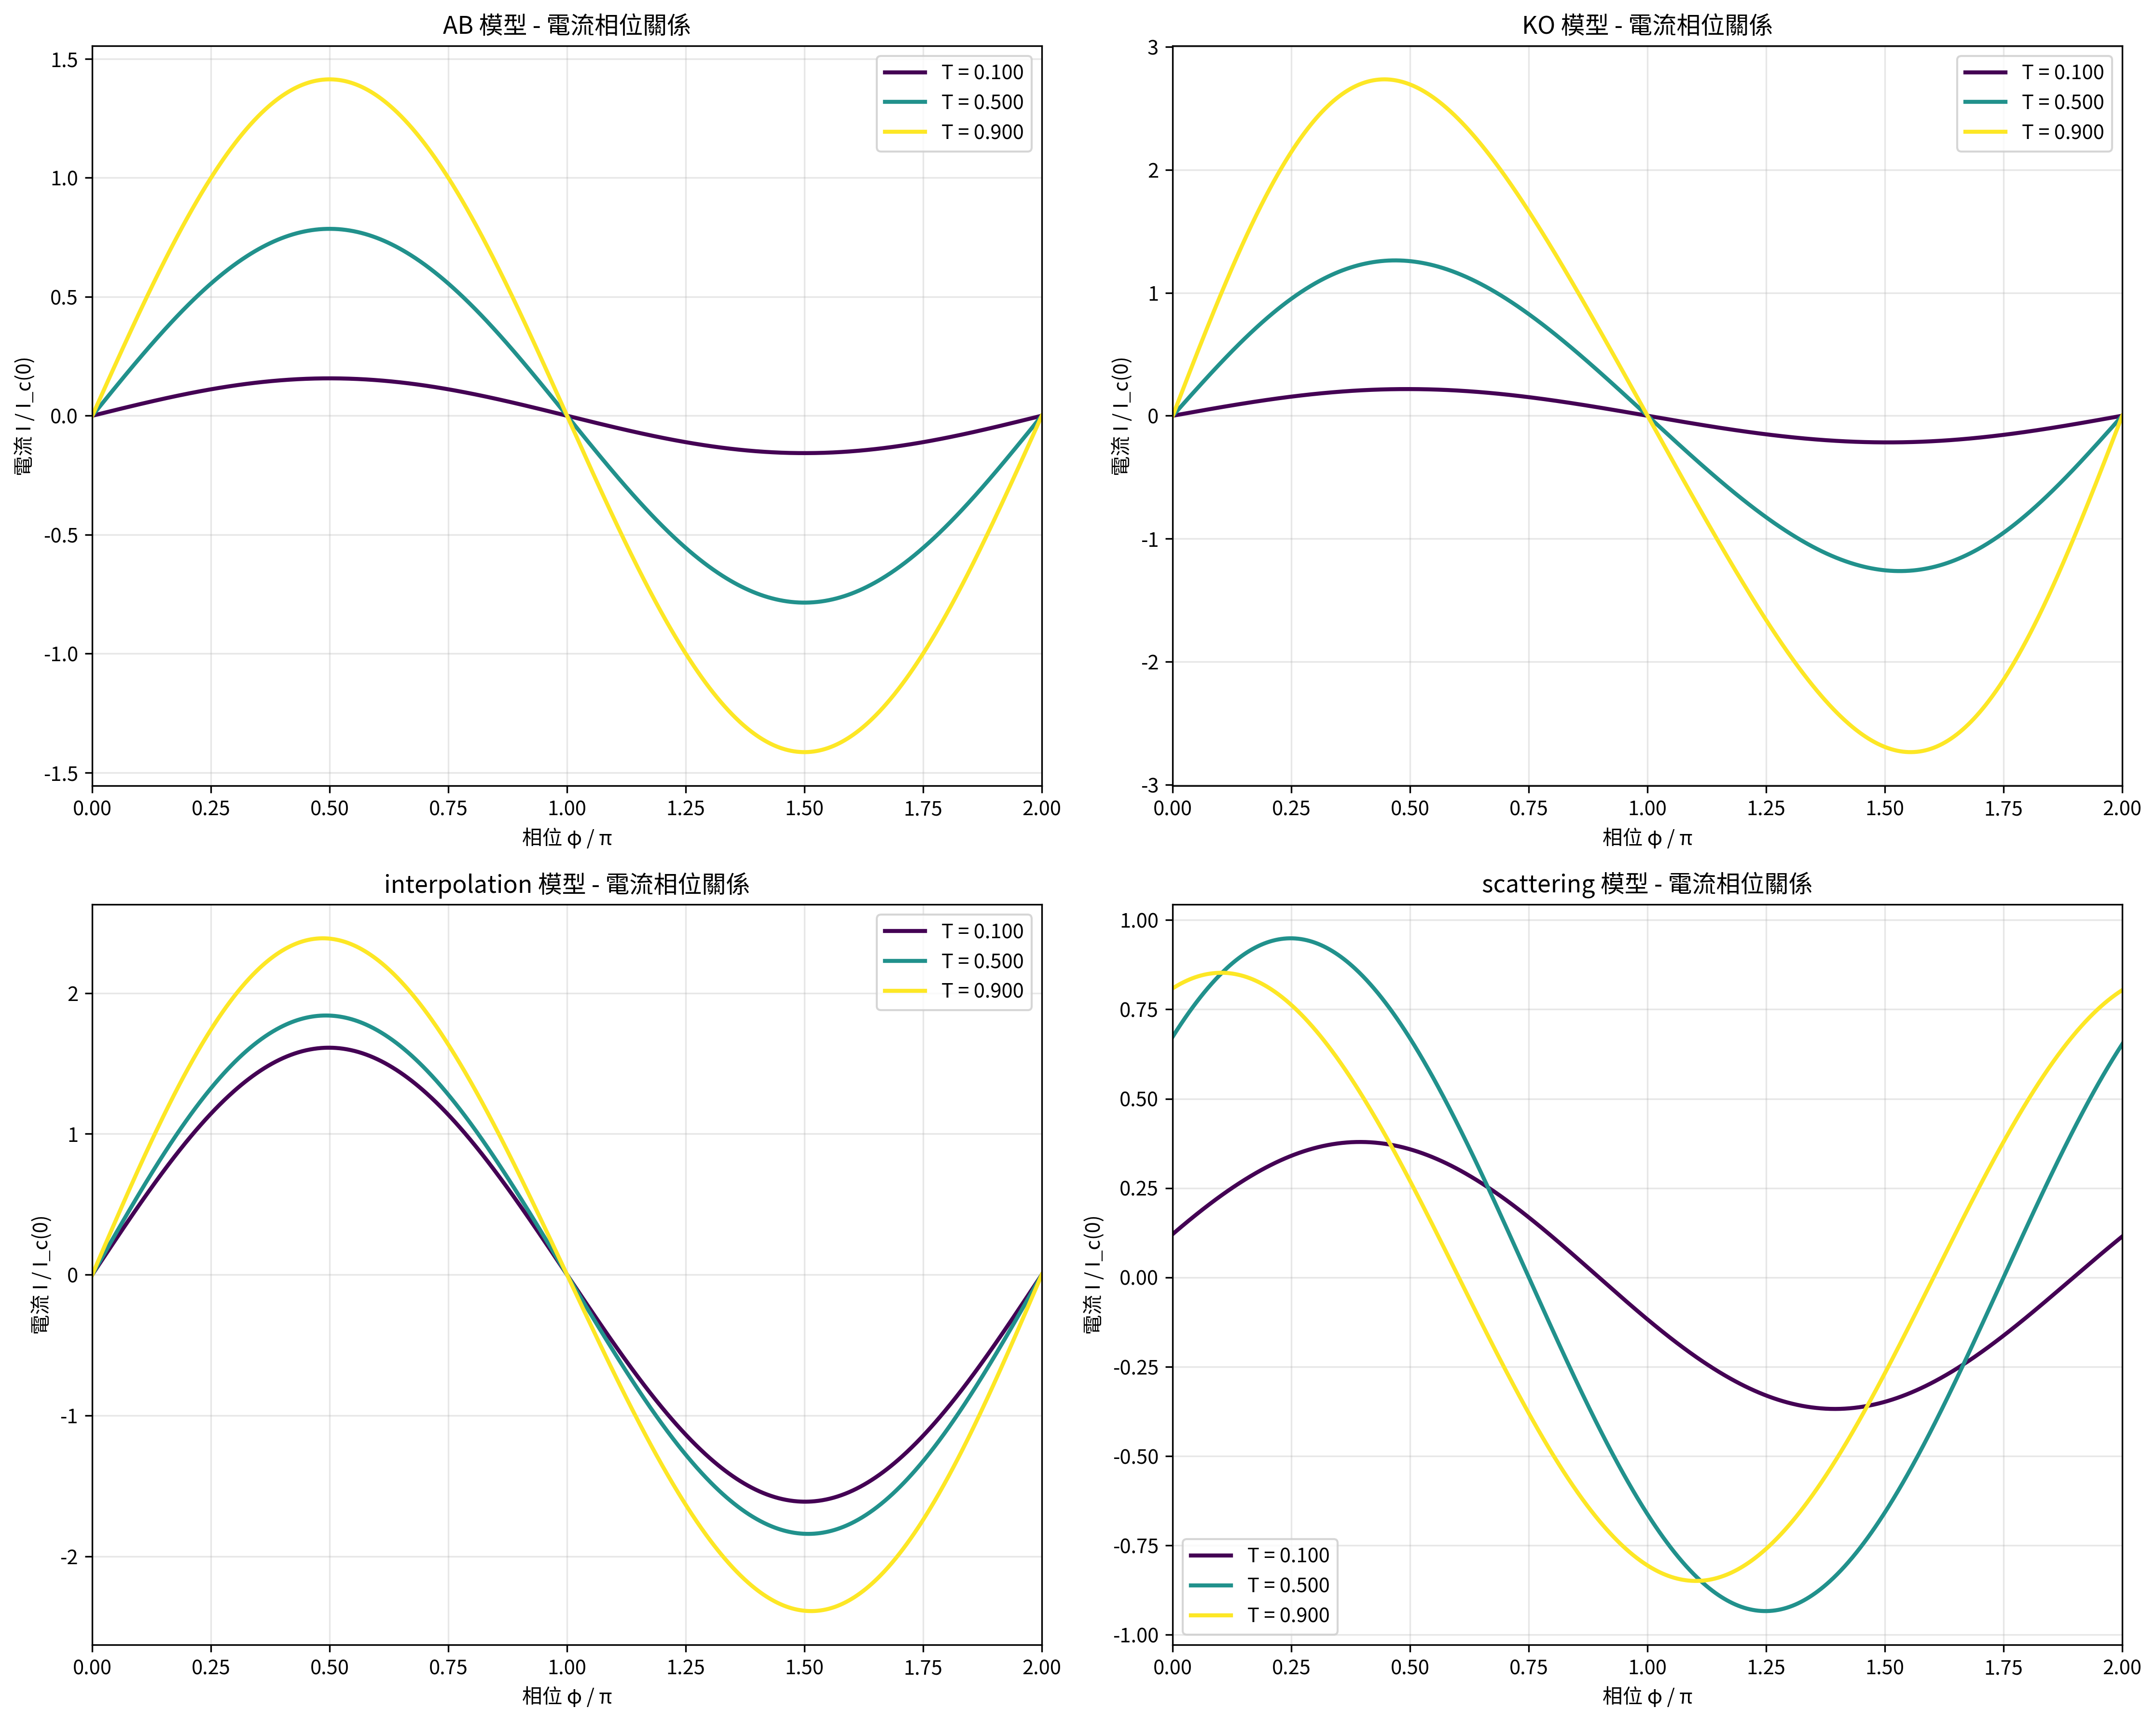 AB 模型 - 電流相位關係
1.5
1.0
0.5
0.0
-0.5
-1.0
-1.5
電流 I / I_c(0)
T = 0.100
T = 0.500
T = 0.900
0.00 0.25 0.50 0.75 1.00 1.25 1.50 1.75 2.00
相位 φ / π
KO 模型 - 電流相位關係
3
2
1
0
-1
-2
-3
電流 I / I_c(0)
T = 0.100
T = 0.500
T = 0.900
0.00 0.25 0.50 0.75 1.00 1.25 1.50 1.75 2.00
相位 φ / π
interpolation 模型 - 電流相位關係
2
1
0
-1
-2
電流 I / I_c(0)
T = 0.100
T = 0.500
T = 0.900
0.00 0.25 0.50 0.75 1.00 1.25 1.50 1.75 2.00
相位 φ / π
scattering 模型 - 電流相位關係
1.00
0.75
0.50
0.25
0.00
-0.25
-0.50
-0.75
-1.00
電流 I / I_c(0)
T = 0.100
T = 0.500
T = 0.900
0.00 0.25 0.50 0.75 1.00 1.25 1.50 1.75 2.00
相位 φ / π